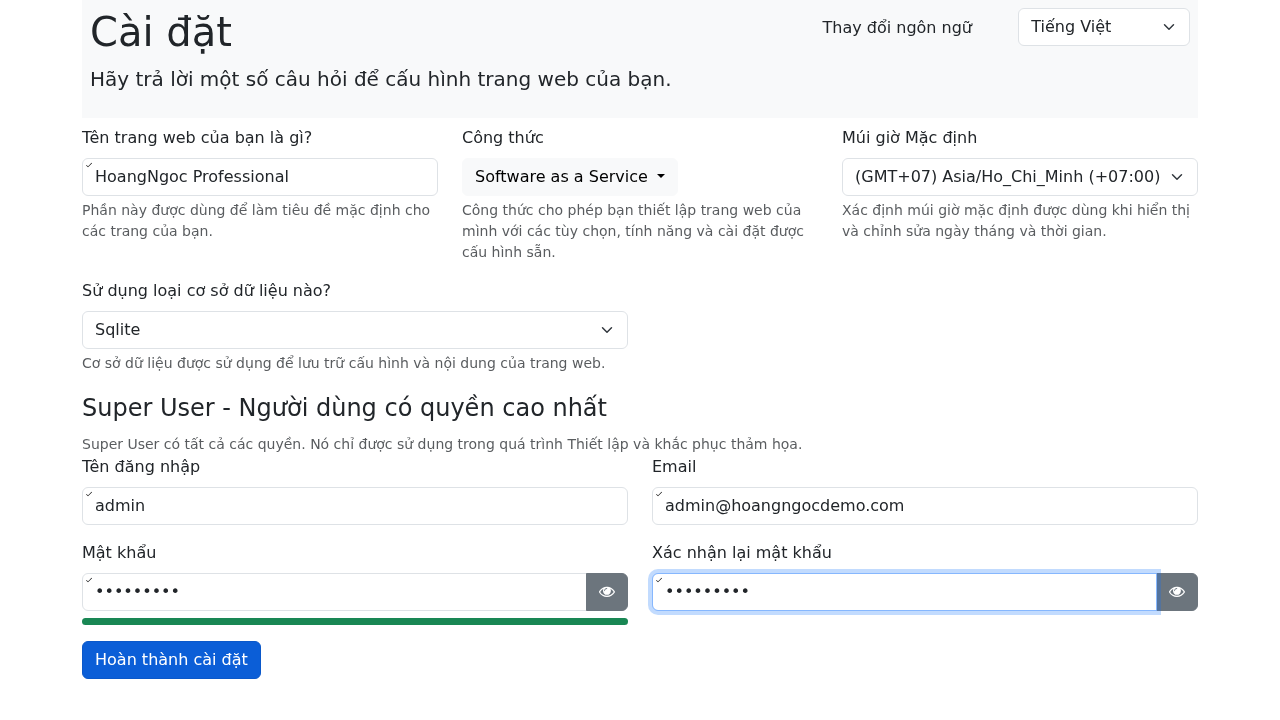 Cài đặt
Thay đổi ngôn ngữ
Tiếng Việt
Hãy trả lời một số câu hỏi để cấu hình trang web của bạn.
Tên trang web của bạn là gì?
HoangNgoc Professional
Phần này được dùng để làm tiêu đề mặc định cho
các trang của bạn.
Công thức
Software as a Service
Công thức cho phép bạn thiết lập trang web của
mình với các tùy chọn, tính năng và cài đặt được
cấu hình sẵn.
Múi giờ Mặc định
(GMT+07) Asia/Ho_Chi_Minh (+07:00)
Xác định múi giờ mặc định được dùng khi hiển thị
và chỉnh sửa ngày tháng và thời gian.
Sử dụng loại cơ sở dữ liệu nào?
Sqlite
Cơ sở dữ liệu được sử dụng để lưu trữ cấu hình và nội dung của trang web.
Super User - Người dùng có quyền cao nhất
Super User có tất cả các quyền. Nó chỉ được sử dụng trong quá trình Thiết lập và khắc phục thảm họa.
Tên đăng nhập
admin
Email
admin@hoangngocdemo.com
Mật khẩu
•••••••••
Xác nhận lại mật khẩu
•••••••••
Hoàn thành cài đặt